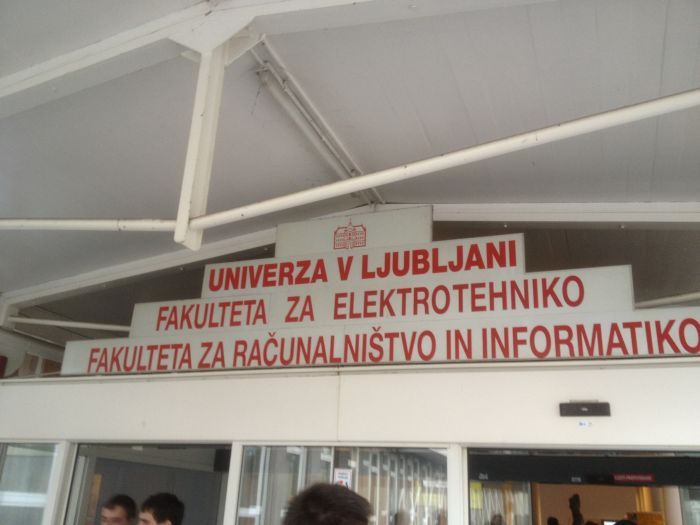 UNIVERZA V LJUBLJANI
FAKULTETA ZA ELEKTROTEHNIKO
FAKULTETA ZA RAČUNALNIŠTVO IN INFORMATIKO